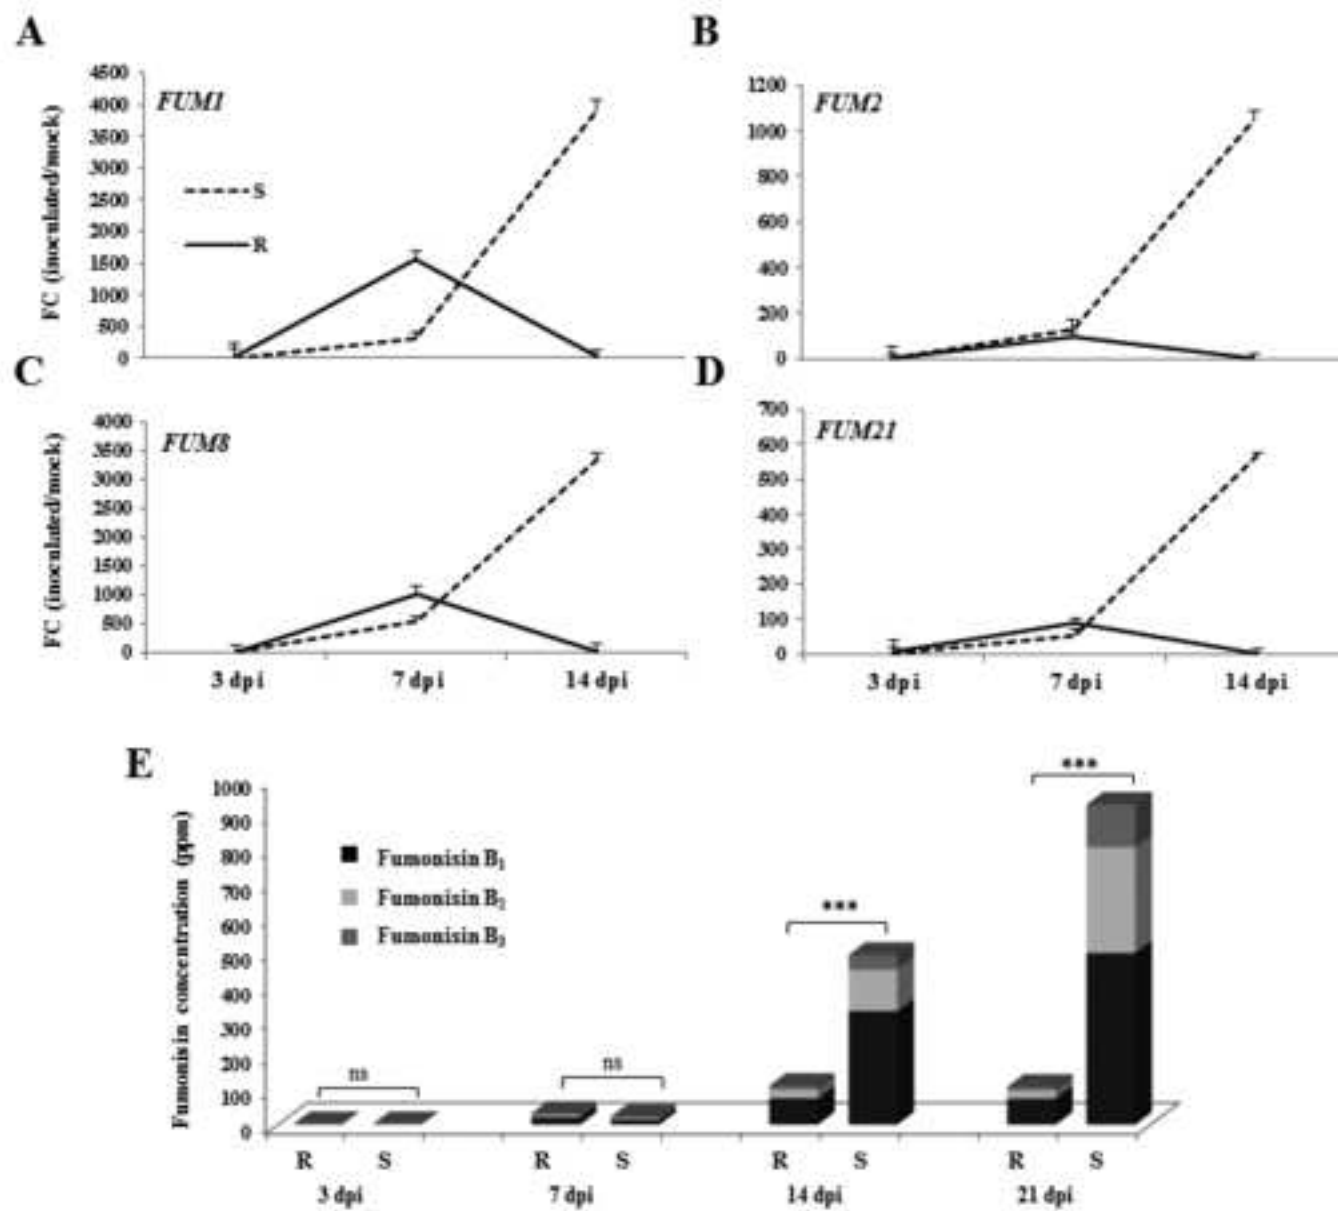 A
FUM1
FC (inoculated/mock)
4500
4000
3500
3000
2500
2000
1500
1000
500
0
S
R
B
FUM2
1200
1000
800
600
400
200
0
C
FUM8
FC (inoculated/mock)
4000
3500
3000
2500
2000
1500
1000
500
0
3 dpi
7 dpi
14 dpi
D
FUM21
700
600
500
400
300
200
100
0
3 dpi
7 dpi
14 dpi
E
Fumonisin concentration (ppm)
1000
900
800
700
600
500
400
300
200
100
0
Fumonisin B₁
Fumonisin B₂
Fumonisin B₃
ns
ns
***
***
R S R S R S R S
3 dpi 7 dpi 14 dpi 21 dpi